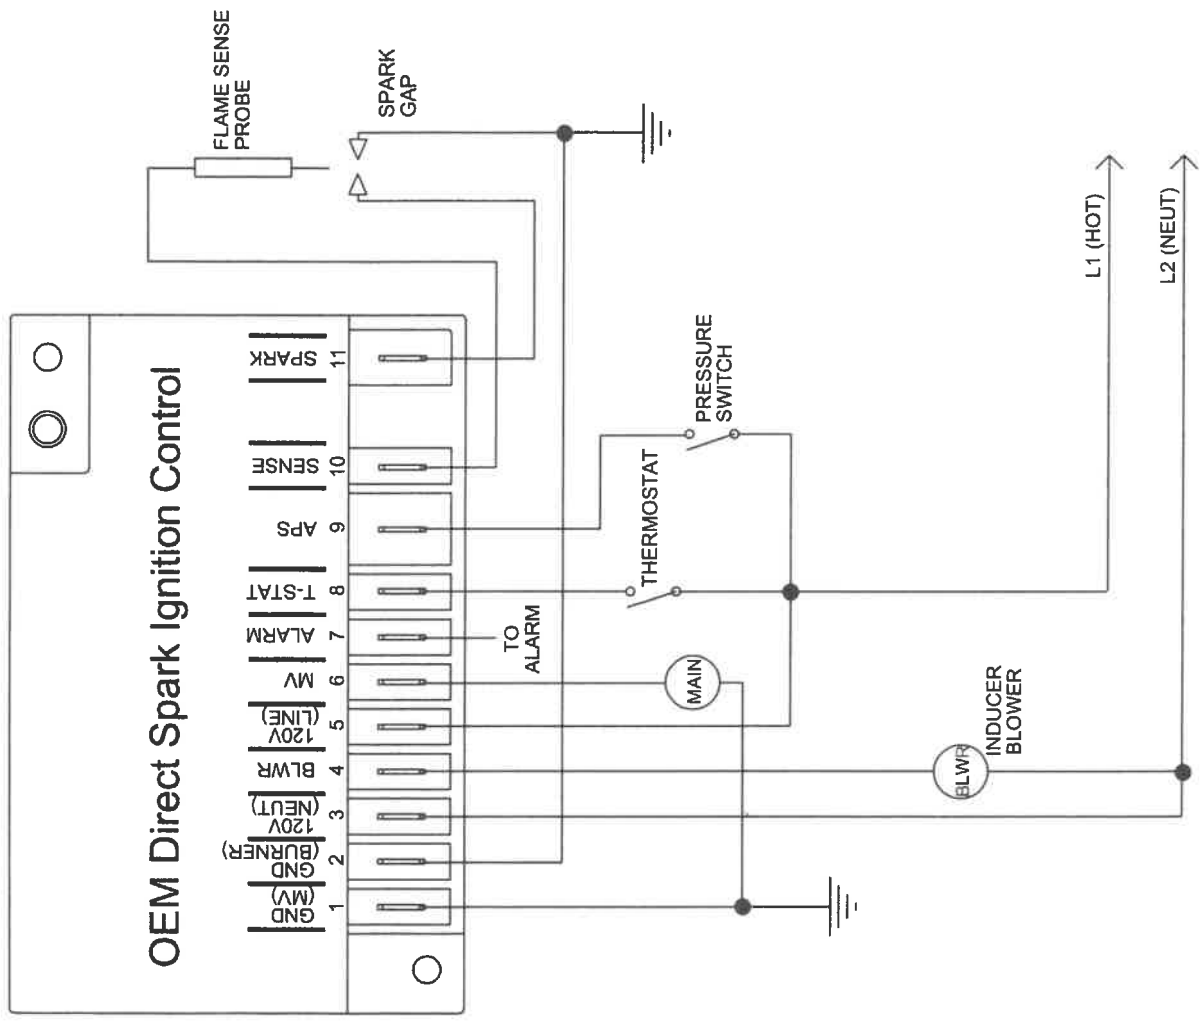 OEM Direct Spark Ignition Control
GND
(MV)
1
GND
(BURNER)
2
120V
(NEUT)
3
BLWR
4
120V
(LINE)
5
MV
6
ALARM
7
T-STAT
8
APS
9
SENSE
10
SPARK
11
FLAME SENSE
PROBE
SPARK
GAP
TO
ALARM
THERMOSTAT
PRESSURE
SWITCH
MAIN
BLWR
INDUCER
BLOWER
L1 (HOT)
L2 (NEUT)